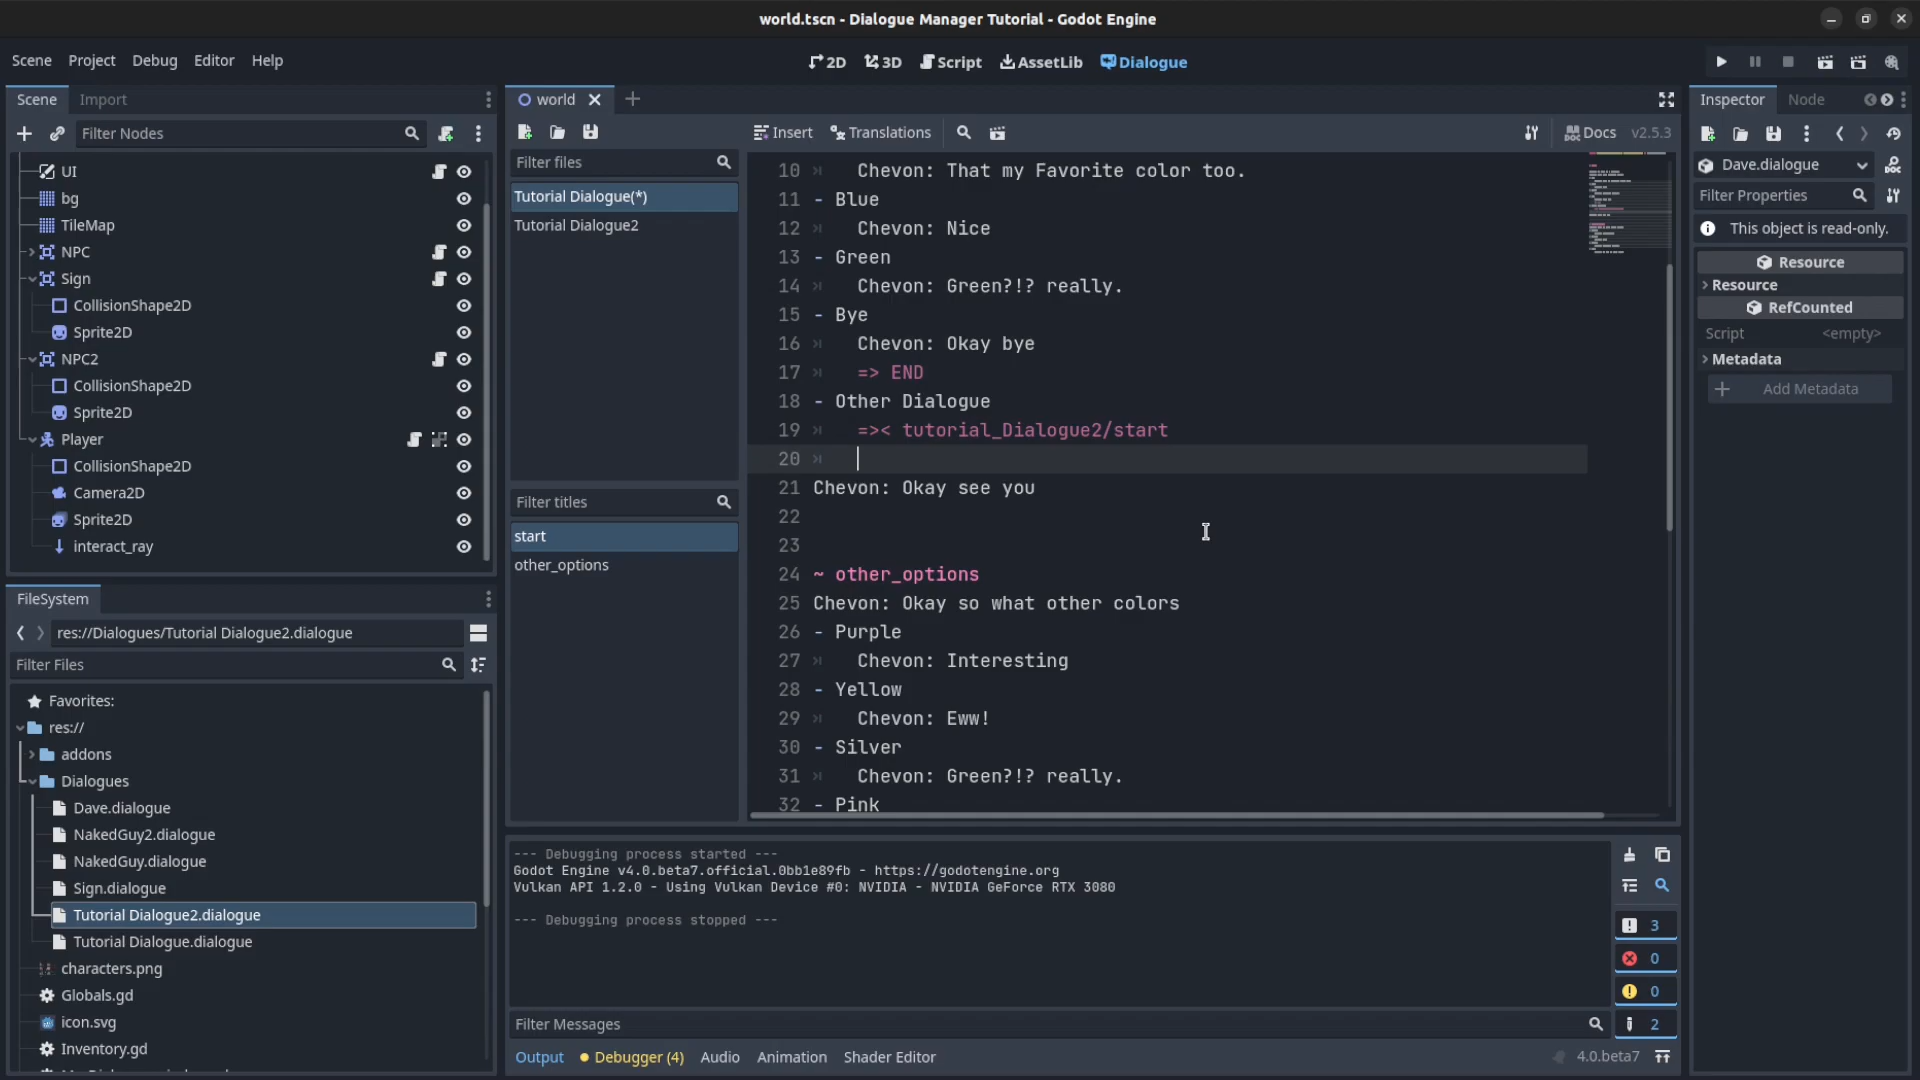 world.tscn - Dialogue Manager Tutorial - Godot Engine
Scene Project Debug Editor Help
2D 3D Script AssetLib Dialogue
Scene Import
Filter Nodes
UI
bg
TileMap
NPC
Sign
CollisionShape2D
Sprite2D
NPC2
CollisionShape2D
Sprite2D
Player
CollisionShape2D
Camera2D
Sprite2D
interact_ray
FileSystem
res://Dialogues/Tutorial Dialogue2.dialogue
Filter Files
Favorites:
res://
addons
Dialogues
Dave.dialogue
NakedGuy2.dialogue
NakedGuy.dialogue
Sign.dialogue
Tutorial Dialogue2.dialogue
Tutorial Dialogue.dialogue
characters.png
Globals.gd
icon.svg
Inventory.gd
world
Insert Translations Docs v2.5.3
Filter files
Tutorial Dialogue(*)
Tutorial Dialogue2
Filter titles
start
other_options
10 Chevon: That my Favorite color too.
11 - Blue
12 Chevon: Nice
13 - Green
14 Chevon: Green?!? really.
15 - Bye
16 Chevon: Okay bye
17 => END
18 - Other Dialogue
19 =>< tutorial_Dialogue2/start
20
21 Chevon: Okay see you
22
23
24 ~ other_options
25 Chevon: Okay so what other colors
26 - Purple
27 Chevon: Interesting
28 - Yellow
29 Chevon: Eww!
30 - Silver
31 Chevon: Green?!? really.
32 - Pink
--- Debugging process started ---
Godot Engine v4.0.beta7.official.0bb1e89fb - https://godotengine.org
Vulkan API 1.2.0 - Using Vulkan Device #0: NVIDIA - NVIDIA GeForce RTX 3080
--- Debugging process stopped ---
3
0
0
2
Filter Messages
Output Debugger (4) Audio Animation Shader Editor 4.0.beta7
Inspector Node
Dave.dialogue
Filter Properties
This object is read-only.
Resource
Resource
RefCounted
Script <empty>
Metadata
Add Metadata